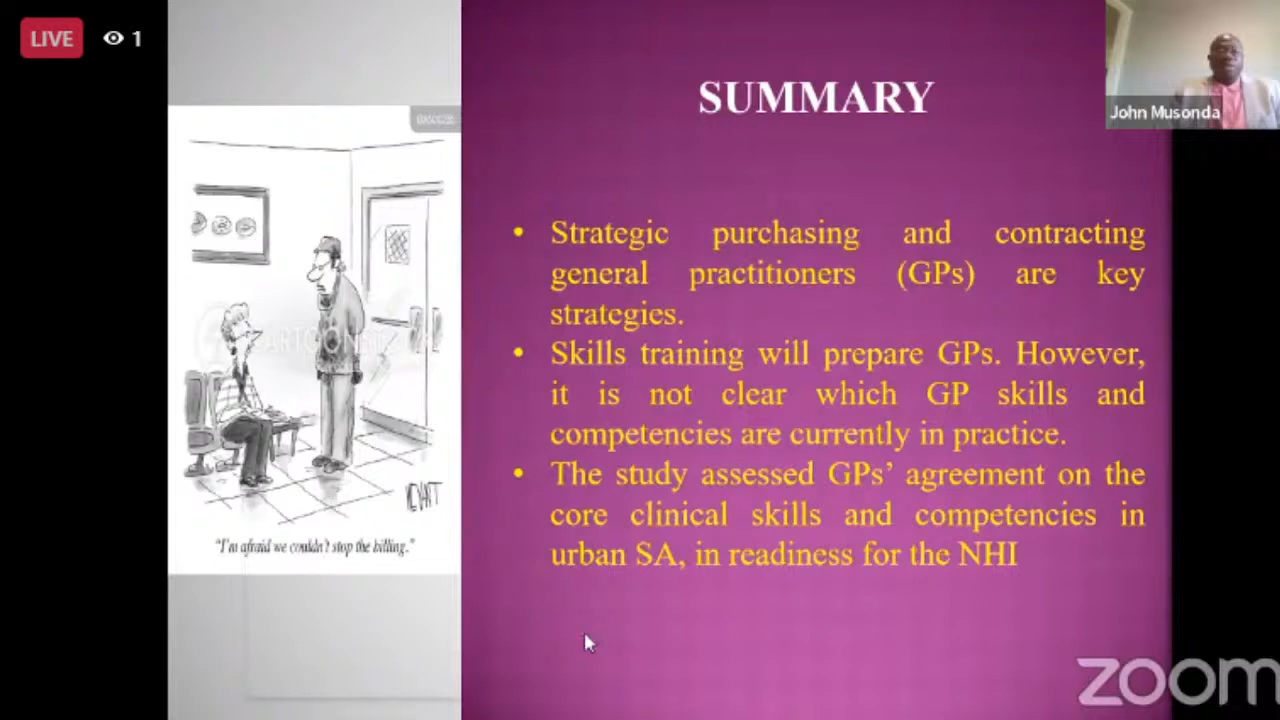 LIVE
1
SUMMARY
John Musonda
• Strategic purchasing and contracting
general practitioners (GPs) are key
strategies.
• Skills training will prepare GPs. However,
it is not clear which GP skills and
competencies are currently in practice.
• The study assessed GPs’ agreement on the
core clinical skills and competencies in
urban SA, in readiness for the NHI
"I'm afraid we couldn't stop the billing."
zoom